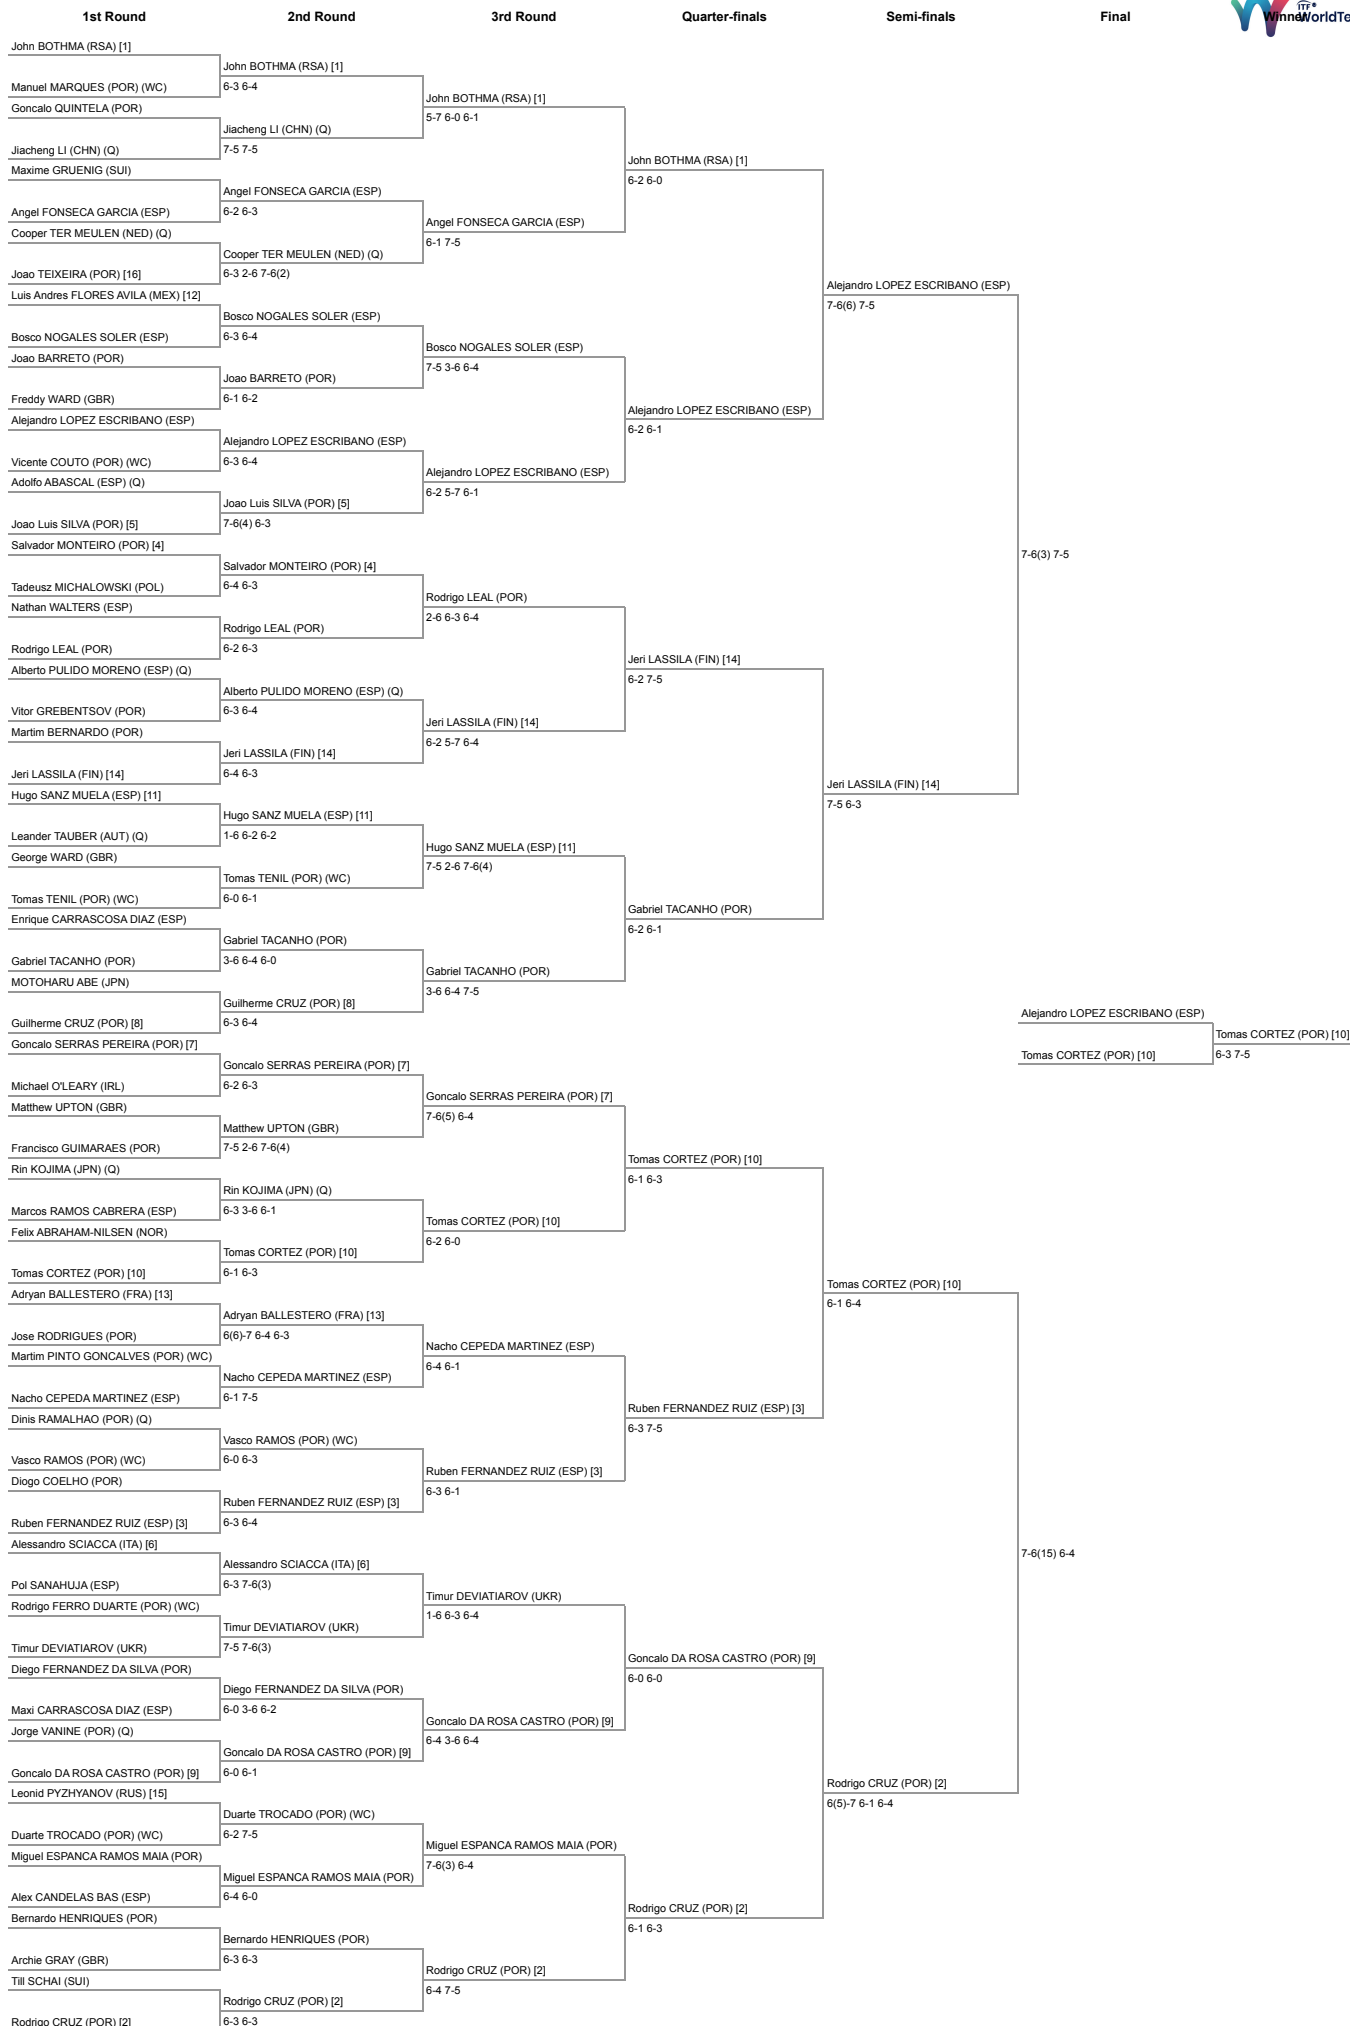 1st Round
2nd Round
3rd Round
Quarter-finals
Semi-finals
Final
Winner
ITF®
WorldTe
John BOTHMA (RSA) [1]
Manuel MARQUES (POR) (WC)
Goncalo QUINTELA (POR)
Jiacheng LI (CHN) (Q)
Maxime GRUENIG (SUI)
Angel FONSECA GARCIA (ESP)
Cooper TER MEULEN (NED) (Q)
Joao TEIXEIRA (POR) [16]
Luis Andres FLORES AVILA (MEX) [12]
Bosco NOGALES SOLER (ESP)
Joao BARRETO (POR)
Freddy WARD (GBR)
Alejandro LOPEZ ESCRIBANO (ESP)
Vicente COUTO (POR) (WC)
Adolfo ABASCAL (ESP) (Q)
Joao Luis SILVA (POR) [5]
Salvador MONTEIRO (POR) [4]
Tadeusz MICHALOWSKI (POL)
Nathan WALTERS (ESP)
Rodrigo LEAL (POR)
Alberto PULIDO MORENO (ESP) (Q)
Vitor GREBENTSOV (POR)
Martim BERNARDO (POR)
Jeri LASSILA (FIN) [14]
Hugo SANZ MUELA (ESP) [11]
Leander TAUBER (AUT) (Q)
George WARD (GBR)
Tomas TENIL (POR) (WC)
Enrique CARRASCOSA DIAZ (ESP)
Gabriel TACANHO (POR)
MOTOHARU ABE (JPN)
Guilherme CRUZ (POR) [8]
Goncalo SERRAS PEREIRA (POR) [7]
Michael O'LEARY (IRL)
Matthew UPTON (GBR)
Francisco GUIMARAES (POR)
Rin KOJIMA (JPN) (Q)
Marcos RAMOS CABRERA (ESP)
Felix ABRAHAM-NILSEN (NOR)
Tomas CORTEZ (POR) [10]
Adryan BALLESTERO (FRA) [13]
Jose RODRIGUES (POR)
Martim PINTO GONCALVES (POR) (WC)
Nacho CEPEDA MARTINEZ (ESP)
Dinis RAMALHAO (POR) (Q)
Vasco RAMOS (POR) (WC)
Diogo COELHO (POR)
Ruben FERNANDEZ RUIZ (ESP) [3]
Alessandro SCIACCA (ITA) [6]
Pol SANAHUJA (ESP)
Rodrigo FERRO DUARTE (POR) (WC)
Timur DEVIATIAROV (UKR)
Diego FERNANDEZ DA SILVA (POR)
Maxi CARRASCOSA DIAZ (ESP)
Jorge VANINE (POR) (Q)
Goncalo DA ROSA CASTRO (POR) [9]
Leonid PYZHYANOV (RUS) [15]
Duarte TROCADO (POR) (WC)
Miguel ESPANCA RAMOS MAIA (POR)
Alex CANDELAS BAS (ESP)
Bernardo HENRIQUES (POR)
Archie GRAY (GBR)
Till SCHAI (SUI)
Rodrigo CRUZ (POR) [2]
John BOTHMA (RSA) [1]
6-3 6-4
Jiacheng LI (CHN) (Q)
7-5 7-5
Angel FONSECA GARCIA (ESP)
6-2 6-3
Cooper TER MEULEN (NED) (Q)
6-3 2-6 7-6(2)
Bosco NOGALES SOLER (ESP)
6-3 6-4
Joao BARRETO (POR)
6-1 6-2
Alejandro LOPEZ ESCRIBANO (ESP)
6-3 6-4
Joao Luis SILVA (POR) [5]
7-6(4) 6-3
Salvador MONTEIRO (POR) [4]
6-4 6-3
Rodrigo LEAL (POR)
6-2 6-3
Alberto PULIDO MORENO (ESP) (Q)
6-3 6-4
Jeri LASSILA (FIN) [14]
6-4 6-3
Hugo SANZ MUELA (ESP) [11]
1-6 6-2 6-2
Tomas TENIL (POR) (WC)
6-0 6-1
Gabriel TACANHO (POR)
3-6 6-4 6-0
Guilherme CRUZ (POR) [8]
6-3 6-4
Goncalo SERRAS PEREIRA (POR) [7]
6-2 6-3
Matthew UPTON (GBR)
7-5 2-6 7-6(4)
Rin KOJIMA (JPN) (Q)
6-3 3-6 6-1
Tomas CORTEZ (POR) [10]
6-1 6-3
Adryan BALLESTERO (FRA) [13]
6(6)-7 6-4 6-3
Nacho CEPEDA MARTINEZ (ESP)
6-1 7-5
Vasco RAMOS (POR) (WC)
6-0 6-3
Ruben FERNANDEZ RUIZ (ESP) [3]
6-3 6-4
Alessandro SCIACCA (ITA) [6]
6-3 7-6(3)
Timur DEVIATIAROV (UKR)
7-5 7-6(3)
Diego FERNANDEZ DA SILVA (POR)
6-0 3-6 6-2
Goncalo DA ROSA CASTRO (POR) [9]
6-0 6-1
Duarte TROCADO (POR) (WC)
6-2 7-5
Miguel ESPANCA RAMOS MAIA (POR)
6-4 6-0
Bernardo HENRIQUES (POR)
6-3 6-3
Rodrigo CRUZ (POR) [2]
6-3 6-3
John BOTHMA (RSA) [1]
5-7 6-0 6-1
Angel FONSECA GARCIA (ESP)
6-1 7-5
Bosco NOGALES SOLER (ESP)
7-5 3-6 6-4
Alejandro LOPEZ ESCRIBANO (ESP)
6-2 5-7 6-1
Rodrigo LEAL (POR)
2-6 6-3 6-4
Jeri LASSILA (FIN) [14]
6-2 5-7 6-4
Hugo SANZ MUELA (ESP) [11]
7-5 2-6 7-6(4)
Gabriel TACANHO (POR)
3-6 6-4 7-5
Goncalo SERRAS PEREIRA (POR) [7]
7-6(5) 6-4
Tomas CORTEZ (POR) [10]
6-2 6-0
Nacho CEPEDA MARTINEZ (ESP)
6-4 6-1
Ruben FERNANDEZ RUIZ (ESP) [3]
6-3 6-1
Timur DEVIATIAROV (UKR)
1-6 6-3 6-4
Goncalo DA ROSA CASTRO (POR) [9]
6-4 3-6 6-4
Miguel ESPANCA RAMOS MAIA (POR)
7-6(3) 6-4
Rodrigo CRUZ (POR) [2]
6-4 7-5
John BOTHMA (RSA) [1]
6-2 6-0
Alejandro LOPEZ ESCRIBANO (ESP)
6-2 6-1
Jeri LASSILA (FIN) [14]
6-2 7-5
Gabriel TACANHO (POR)
6-2 6-1
Tomas CORTEZ (POR) [10]
6-1 6-3
Ruben FERNANDEZ RUIZ (ESP) [3]
6-3 7-5
Goncalo DA ROSA CASTRO (POR) [9]
6-0 6-0
Rodrigo CRUZ (POR) [2]
6-1 6-3
Alejandro LOPEZ ESCRIBANO (ESP)
7-6(6) 7-5
Jeri LASSILA (FIN) [14]
7-5 6-3
Tomas CORTEZ (POR) [10]
6-1 6-4
Rodrigo CRUZ (POR) [2]
6(5)-7 6-1 6-4
7-6(3) 7-5
Alejandro LOPEZ ESCRIBANO (ESP)
Tomas CORTEZ (POR) [10]
7-6(15) 6-4
Tomas CORTEZ (POR) [10]
6-3 7-5